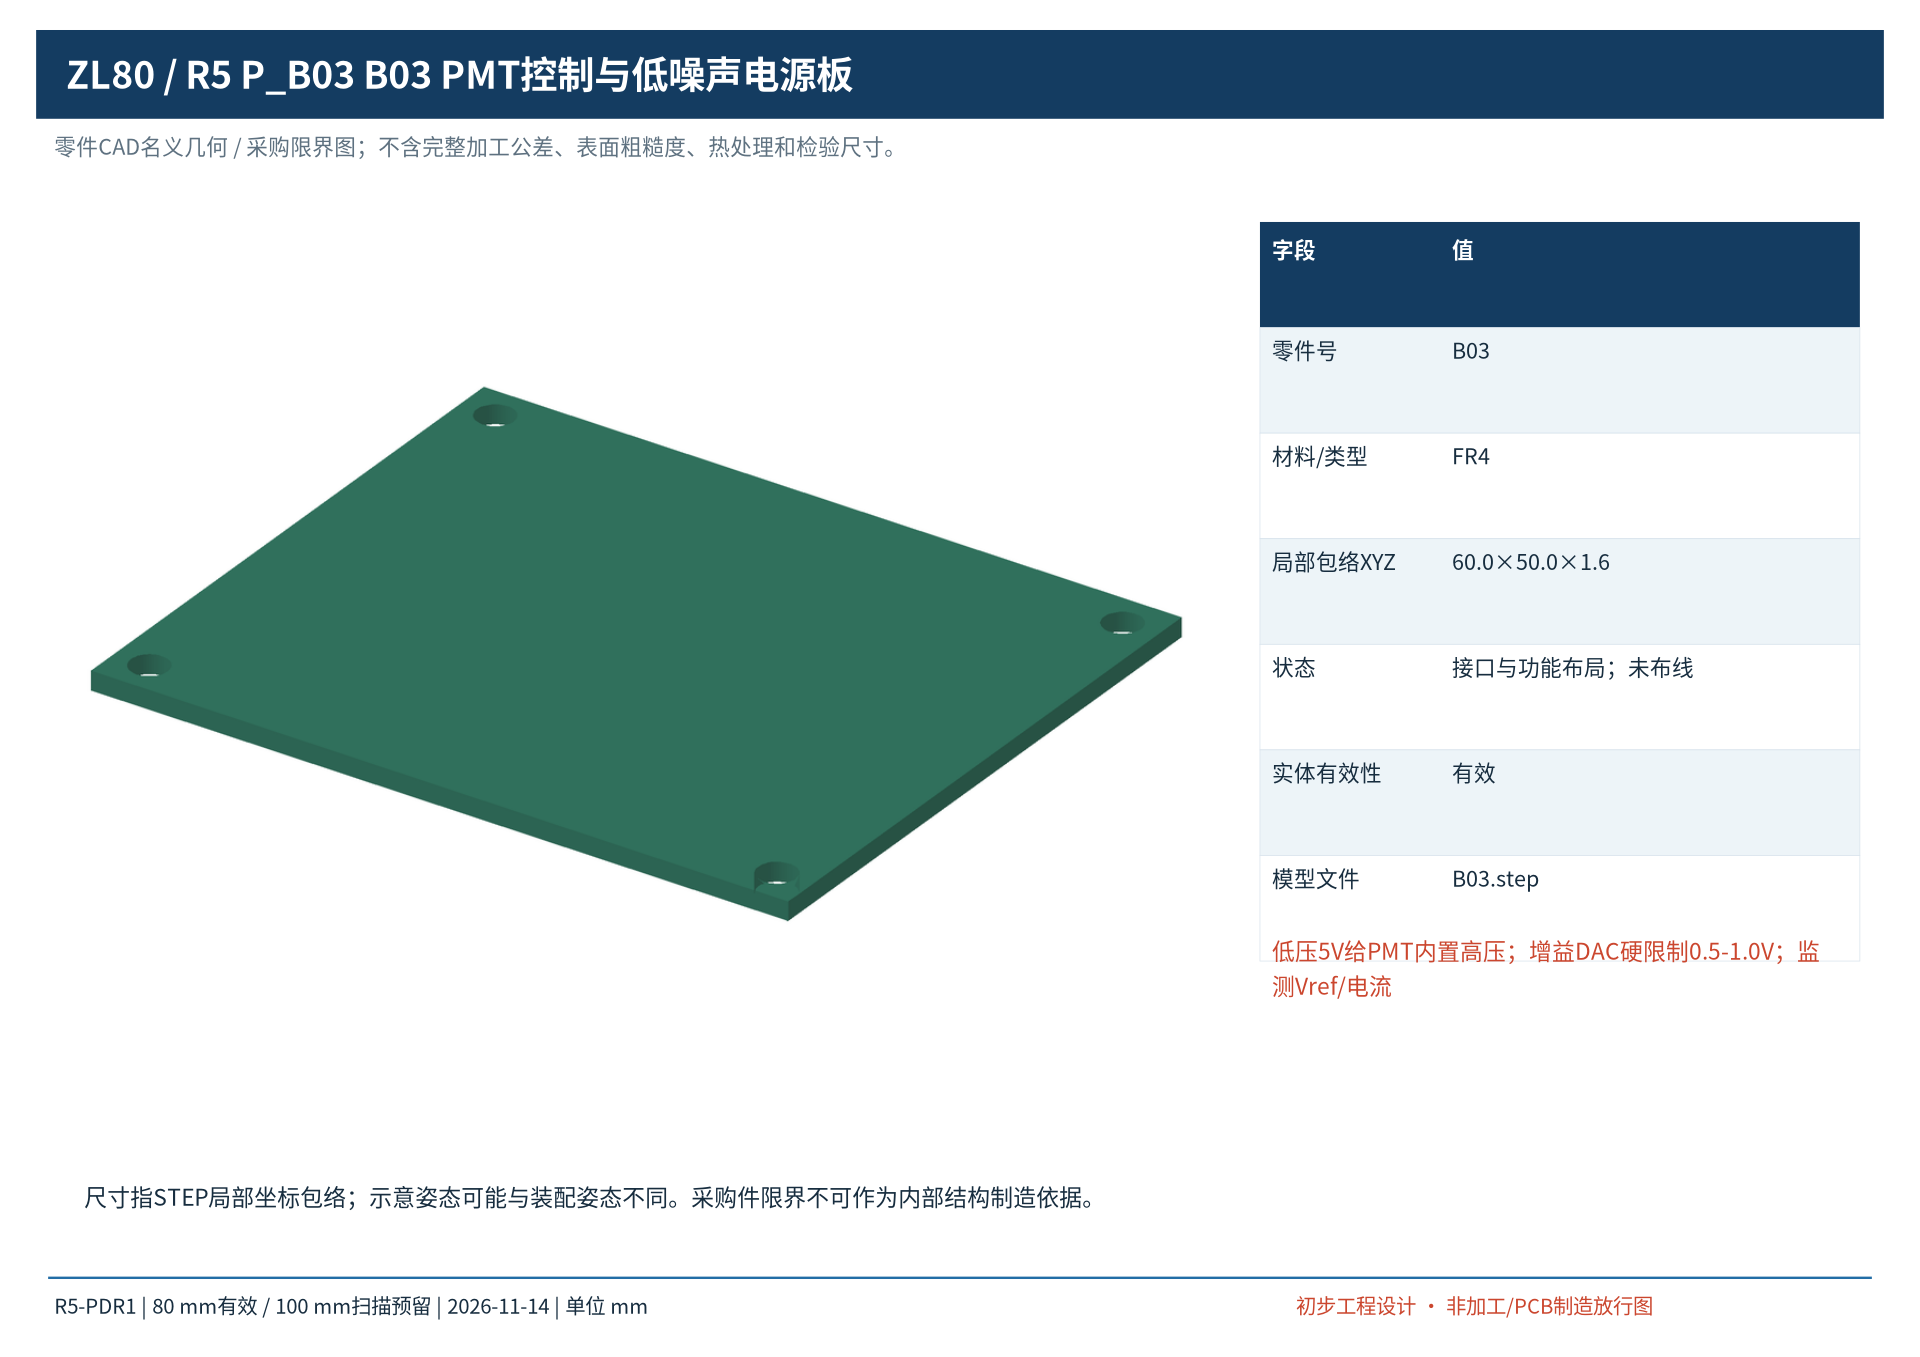 ZL80 / R5 P_B03 B03 PMT控制与低噪声电源板
零件CAD名义几何 / 采购限界图；不含完整加工公差、表面粗糙度、热处理和检验尺寸。
字段 值
零件号 B03
材料/类型 FR4
局部包络XYZ 60.0×50.0×1.6
状态 接口与功能布局；未布线
实体有效性 有效
模型文件 B03.step
低压5V给PMT内置高压；增益DAC硬限制0.5-1.0V；监
测Vref/电流
尺寸指STEP局部坐标包络；示意姿态可能与装配姿态不同。采购件限界不可作为内部结构制造依据。
R5-PDR1 | 80 mm有效 / 100 mm扫描预留 | 2026-11-14 | 单位 mm
初步工程设计 · 非加工/PCB制造放行图